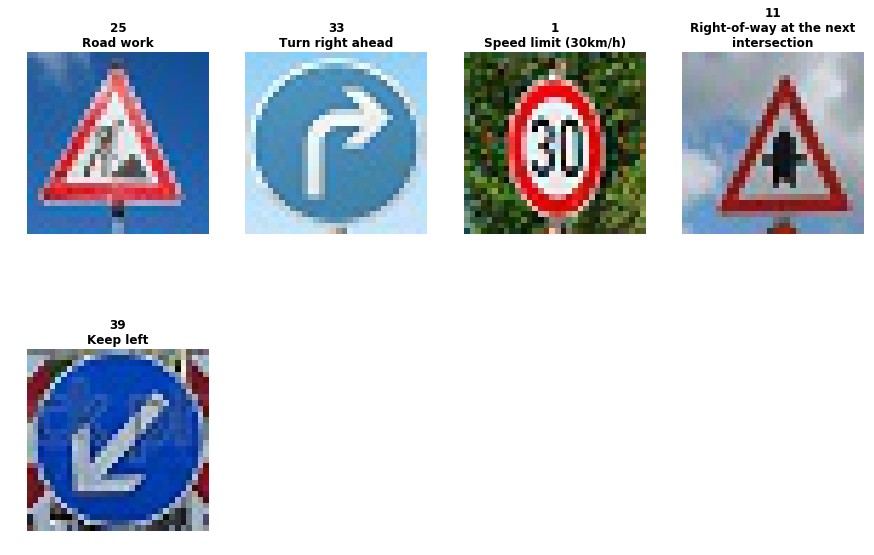 25
Road work
33
Turn right ahead
1
Speed limit (30km/h)
11
Right-of-way at the next
intersection
30
39
Keep left